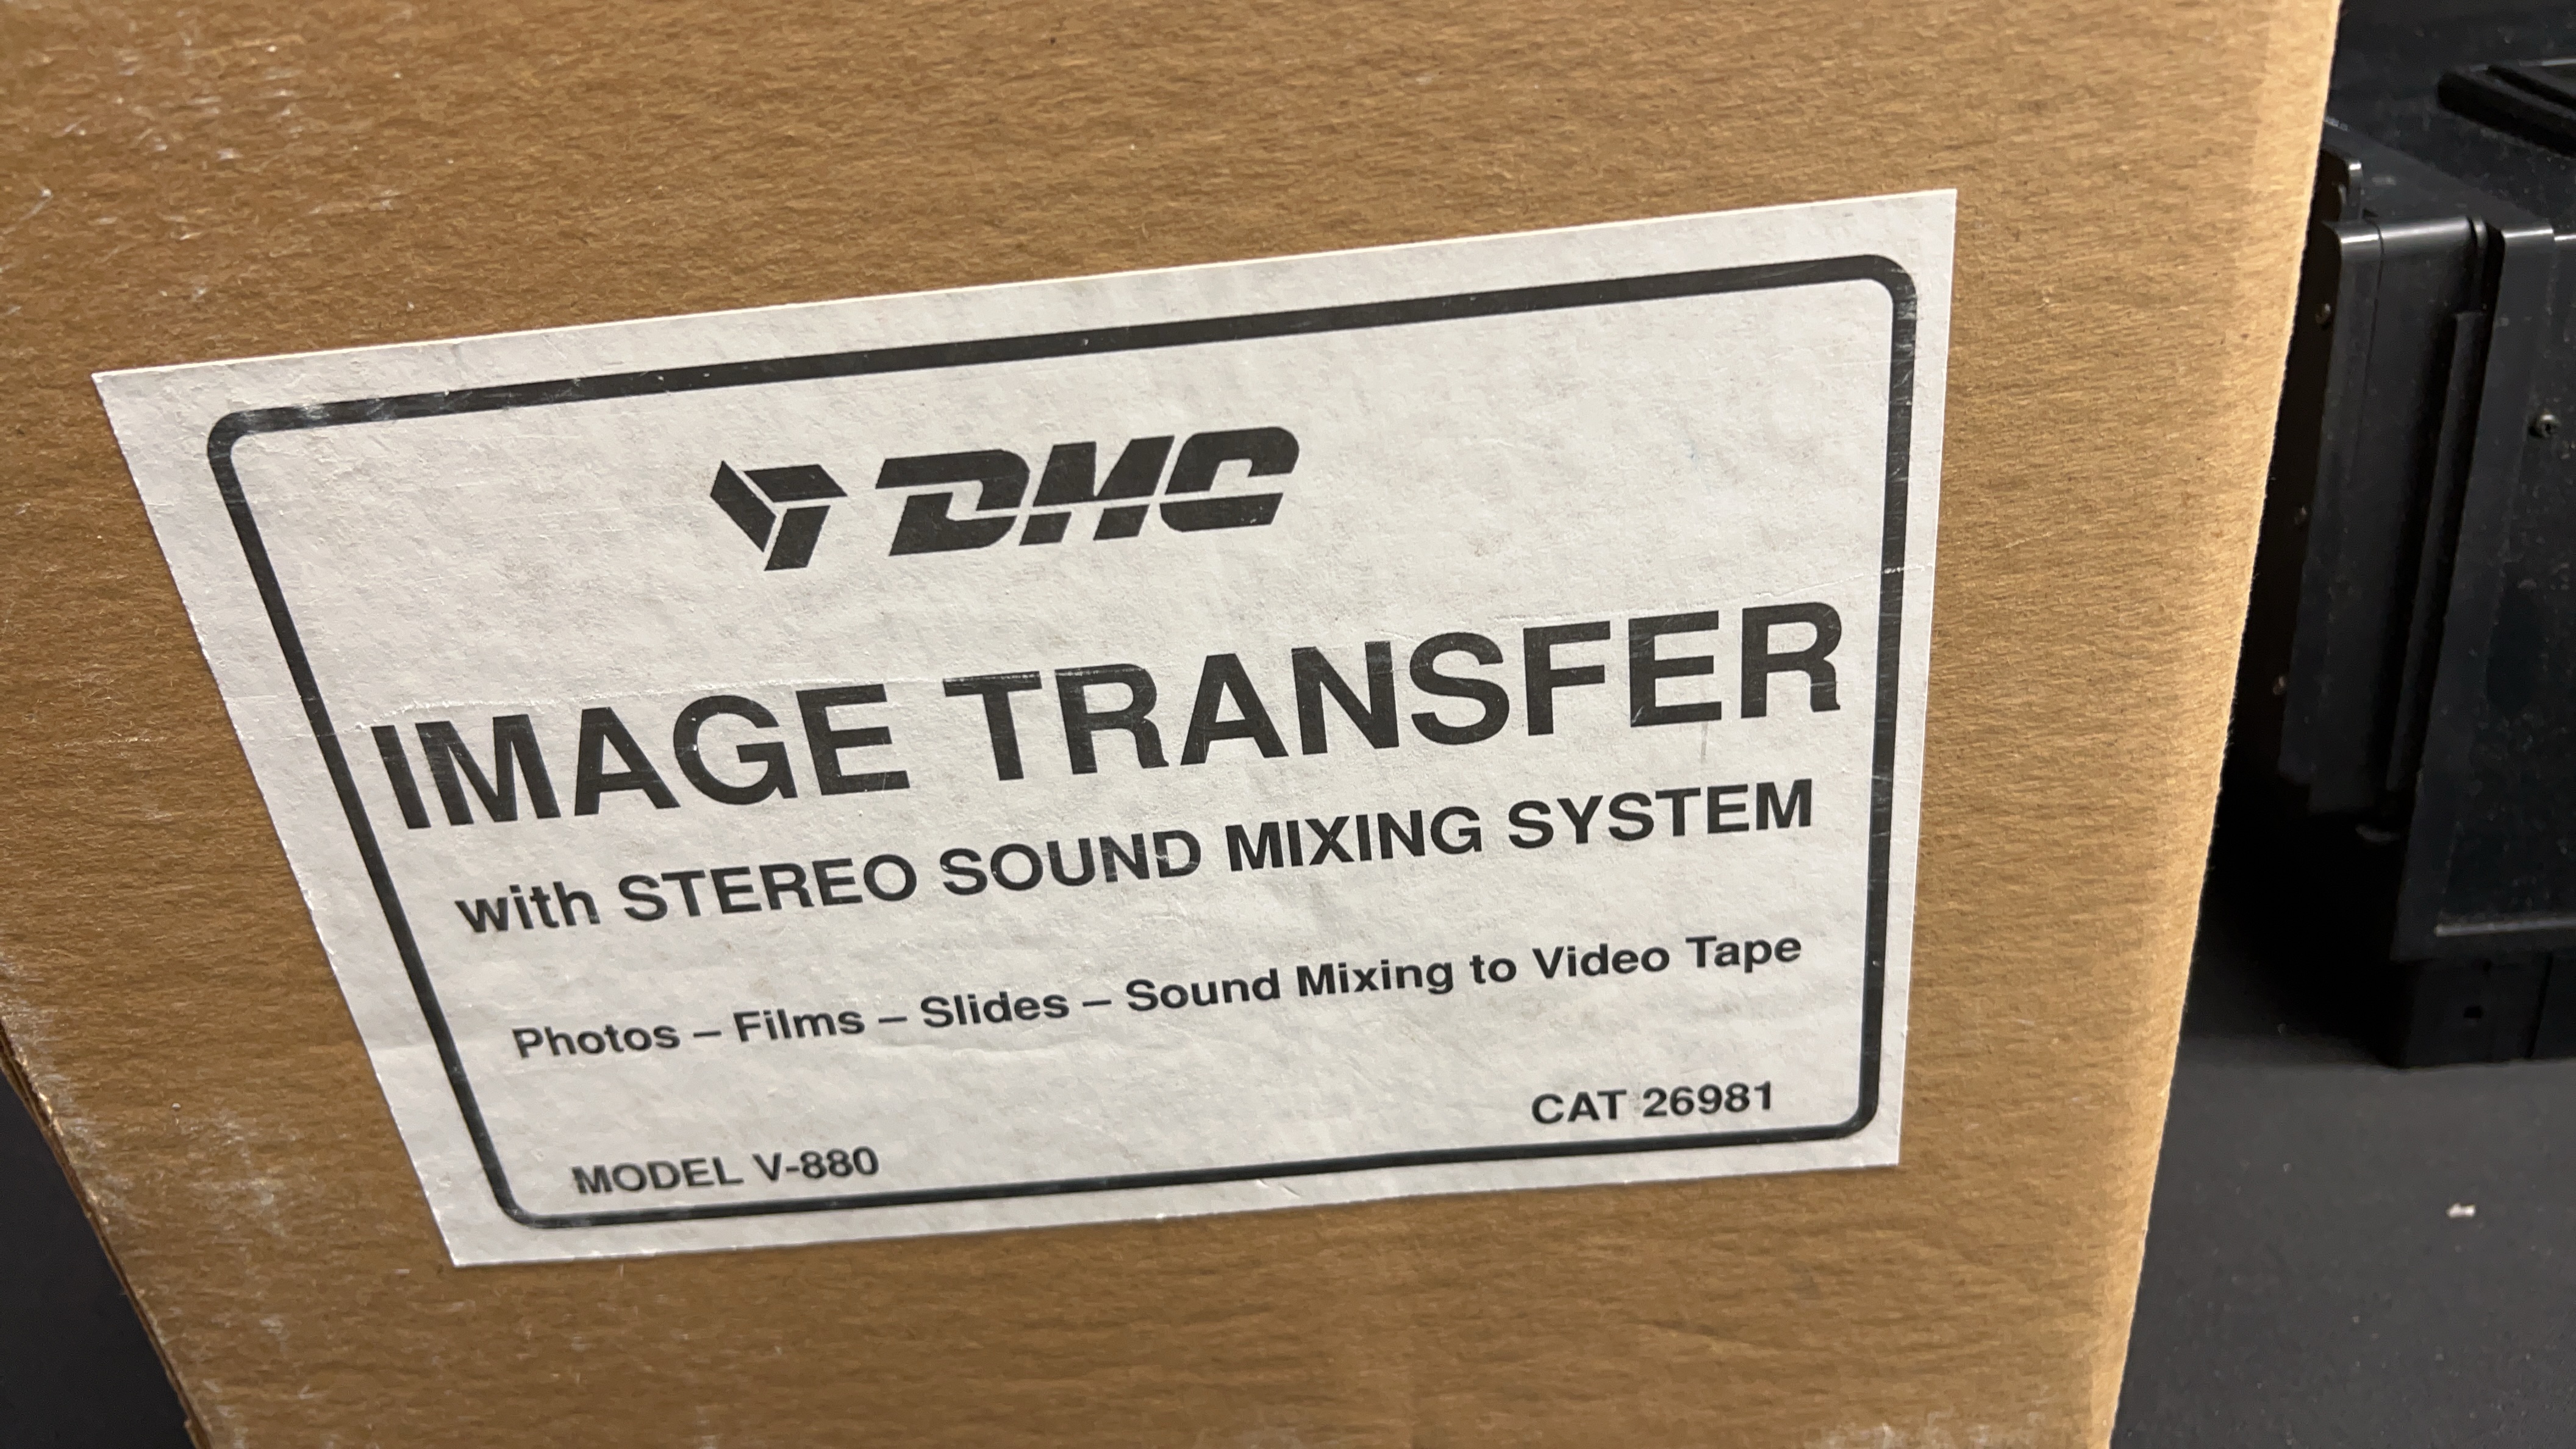 DMC
IMAGE TRANSFER
with STEREO SOUND MIXING SYSTEM
Photos – Films – Slides – Sound Mixing to Video Tape
CAT 26981
MODEL V-880